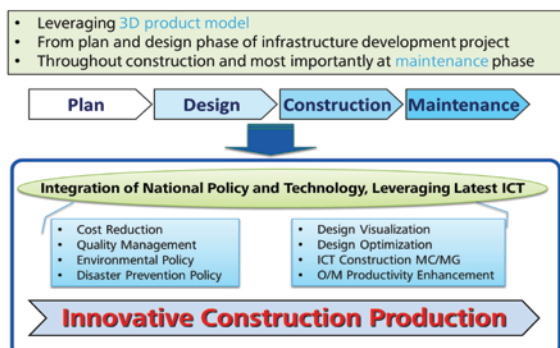 • Leveraging 3D product model
• From plan and design phase of infrastructure development project
• Throughout construction and most importantly at maintenance phase
Plan
Design
Construction
Maintenance
Integration of National Policy and Technology, Leveraging Latest ICT
• Cost Reduction
• Quality Management
• Environmental Policy
• Disaster Prevention Policy
• Design Visualization
• Design Optimization
• ICT Construction MC/MG
• O/M Productivity Enhancement
Innovative Construction Production